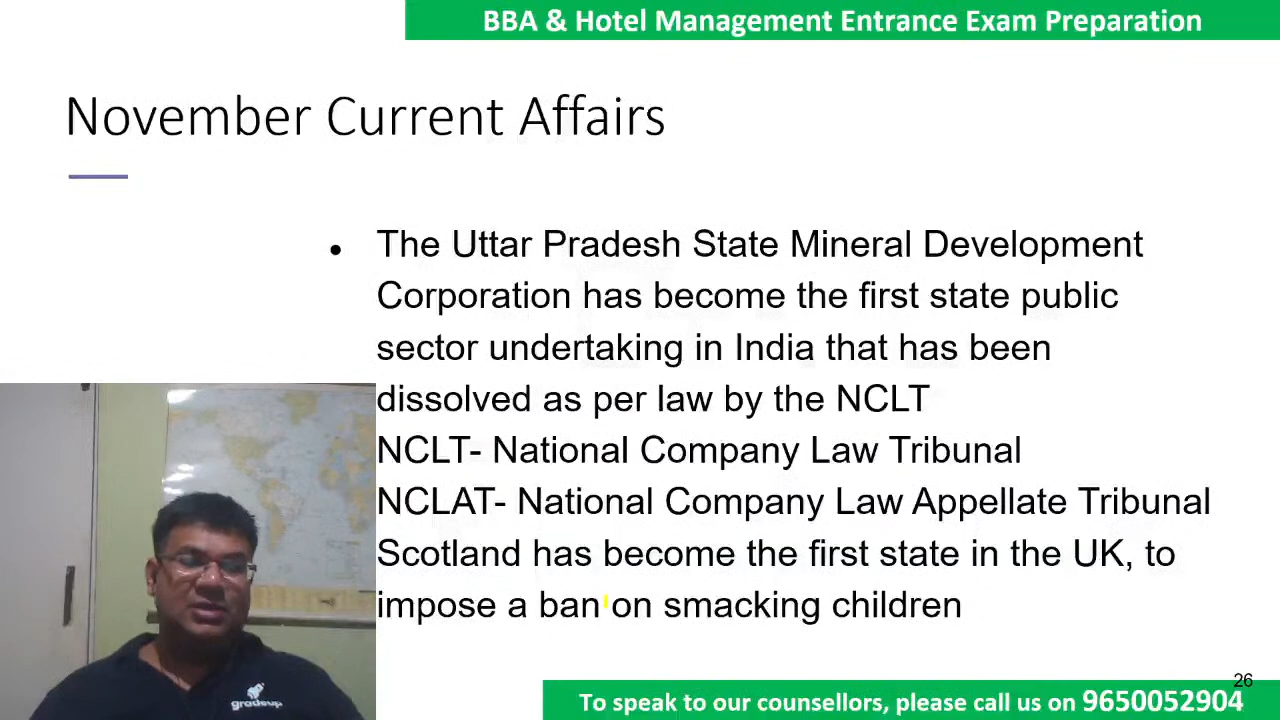 BBA & Hotel Management Entrance Exam Preparation
November Current Affairs
• The Uttar Pradesh State Mineral Development
Corporation has become the first state public
sector undertaking in India that has been
dissolved as per law by the NCLT
NCLT- National Company Law Tribunal
NCLAT- National Company Law Appellate Tribunal
Scotland has become the first state in the UK, to
impose a ban on smacking children
gradeup
26
To speak to our counsellors, please call us on 9650052904